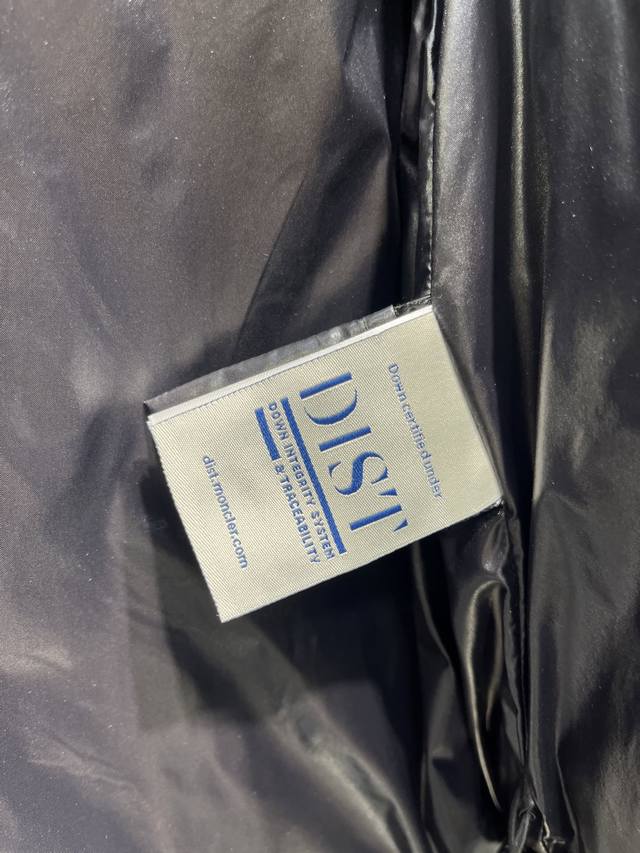 Down certified under
DIST
DOWN INTEGRITY SYSTEM
& TRACEABILITY
dist.moncler.com